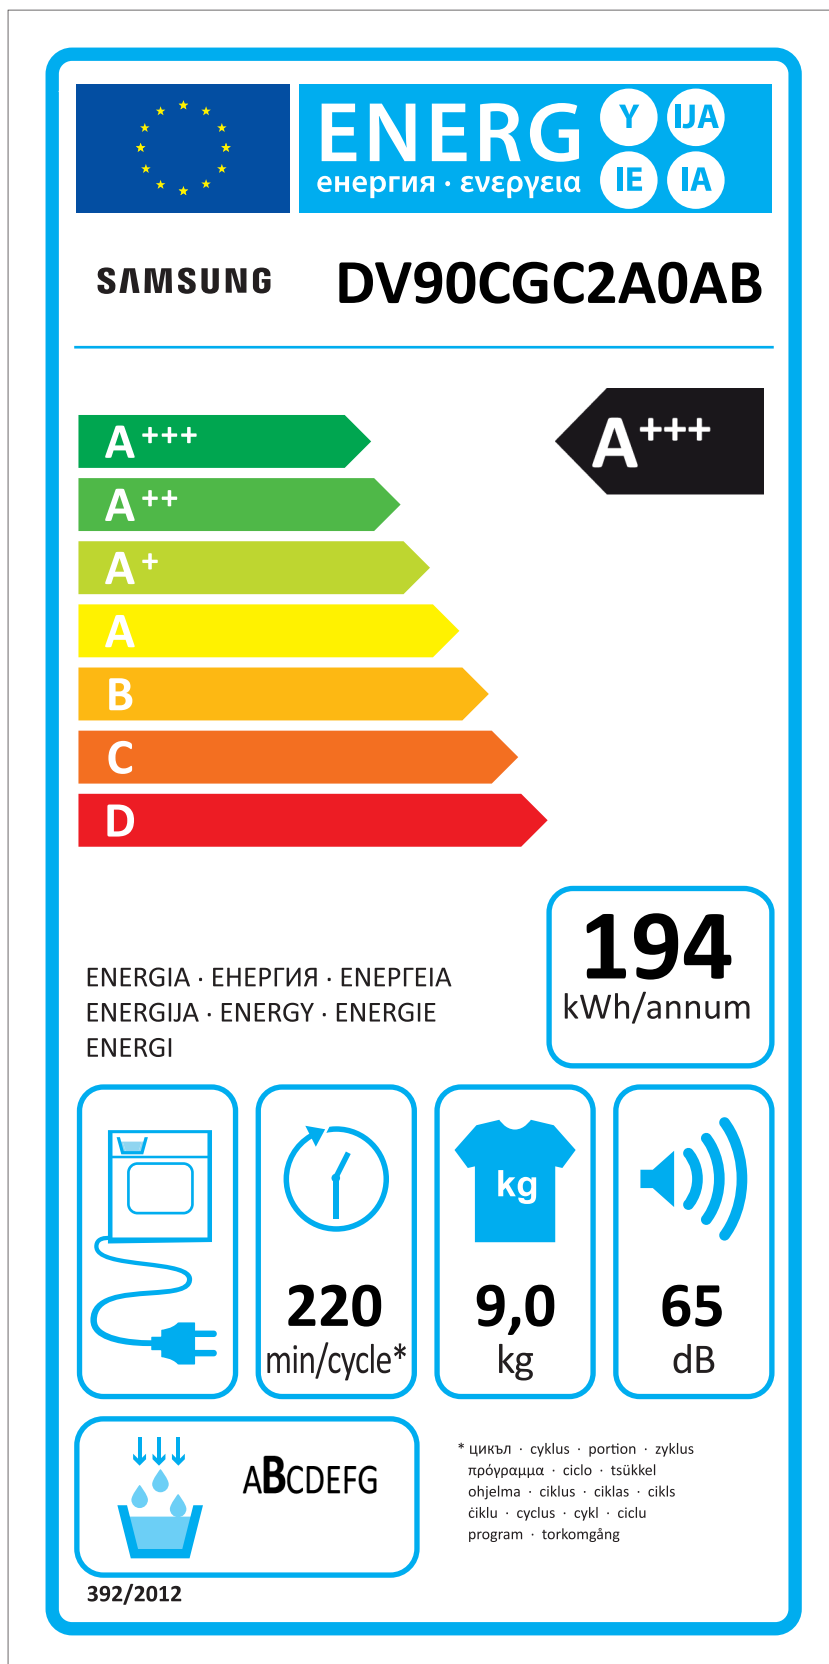 ENERG
Y
IJA
енергия · ενεργεια
IE
IA
SAMSUNG
DV90CGC2A0AB
A+++
A+++
A++
A+
A
B
C
D
194
kWh/annum
ENERGIA · ЕНЕРГИЯ · ΕΝΕΡΓΕΙΑ
ENERGIJA · ENERGY · ENERGIE
ENERGI
220
min/cycle*
kg
9,0
kg
65
dB
ABCDEFG
* цикъл · cyklus · portion · zyklus
πρόγραμμα · ciclo · tsükkel
ohjelma · ciklus · ciklas · cikls
ċiklu · cyclus · cykl · ciclu
program · torkomgång
392/2012